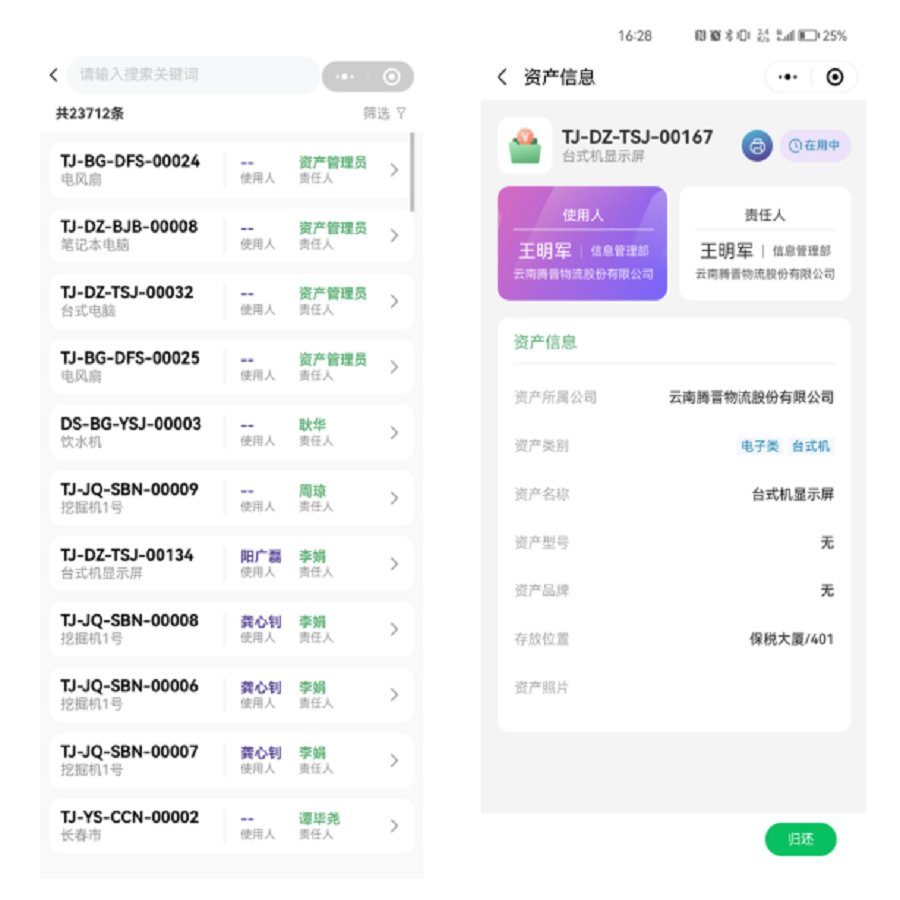 请输入搜索关键词
共23712条
筛选
TJ-BG-DFS-00024
电风扇
--
使用人
资产管理员
责任人
TJ-DZ-BJB-00008
笔记本电脑
--
使用人
资产管理员
责任人
TJ-DZ-TSJ-00032
台式电脑
--
使用人
资产管理员
责任人
TJ-BG-DFS-00025
电风扇
--
使用人
资产管理员
责任人
DS-BG-YSJ-00003
饮水机
--
使用人
耿华
责任人
TJ-JQ-SBN-00009
挖掘机1号
--
使用人
周琼
责任人
TJ-DZ-TSJ-00134
台式机显示屏
阳广磊
使用人
李娟
责任人
TJ-JQ-SBN-00008
挖掘机1号
龚心钊
使用人
李娟
责任人
TJ-JQ-SBN-00006
挖掘机1号
龚心钊
使用人
李娟
责任人
TJ-JQ-SBN-00007
挖掘机1号
龚心钊
使用人
李娟
责任人
TJ-YS-CCN-00002
长春市
--
使用人
谭毕尧
责任人
16:28
25%
资产信息
TJ-DZ-TSJ-00167
台式机显示屏
在用中
使用人
王明军 | 信息管理部
云南腾晋物流股份有限公司
责任人
王明军 | 信息管理部
云南腾晋物流股份有限公司
资产信息
资产所属公司 云南腾晋物流股份有限公司
资产类别 电子类 台式机
资产名称 台式机显示屏
资产型号 无
资产品牌 无
存放位置 保税大厦/401
资产照片
归还